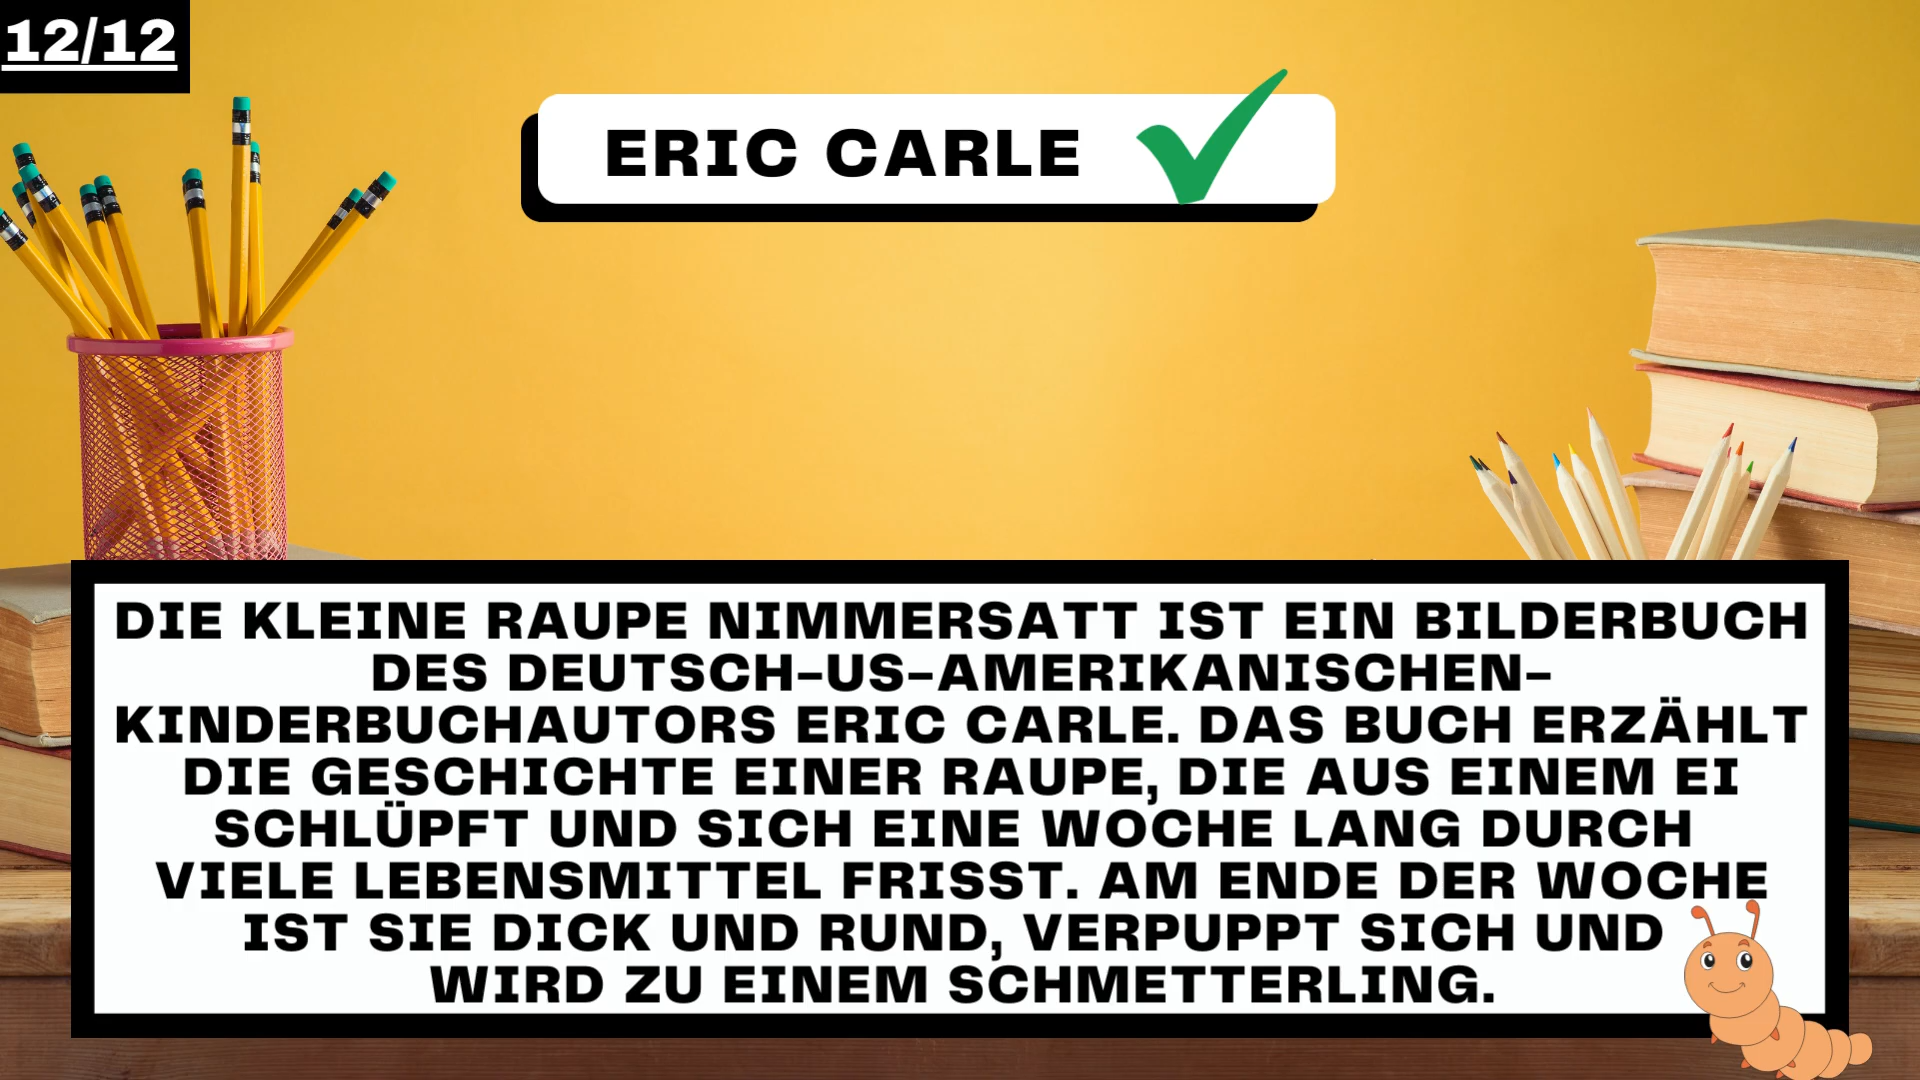 12/12
ERIC CARLE
DIE KLEINE RAUPE NIMMERSATT IST EIN BILDERBUCH
DES DEUTSCH-US-AMERIKANISCHEN-
KINDERBUCHAUTORS ERIC CARLE. DAS BUCH ERZÄHLT
DIE GESCHICHTE EINER RAUPE, DIE AUS EINEM EI
SCHLÜPFT UND SICH EINE WOCHE LANG DURCH
VIELE LEBENSMITTEL FRISST. AM ENDE DER WOCHE
IST SIE DICK UND RUND, VERPUPPT SICH UND
WIRD ZU EINEM SCHMETTERLING.